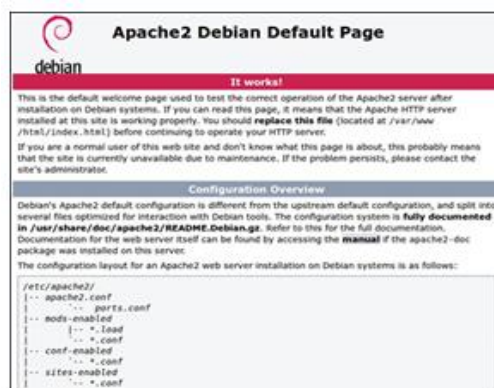 Apache2 Debian Default Page
debian
It works!
This is the default welcome page used to test the correct operation of the Apache2 server after
installation on Debian systems. If you can read this page, it means that the Apache HTTP server
installed at this site is working properly. You should replace this file (located at /var/www
/html/index.html) before continuing to operate your HTTP server.
If you are a normal user of this web site and don't know what this page is about, this probably means
that the site is currently unavailable due to maintenance. If the problem persists, please contact the
site's administrator.
Configuration Overview
Debian's Apache2 default configuration is different from the upstream default configuration, and split into
several files optimized for interaction with Debian tools. The configuration system is fully documented
in /usr/share/doc/apache2/README.Debian.gz. Refer to this for the full documentation.
Documentation for the web server itself can be found by accessing the manual if the apache2-doc
package was installed on this server.
The configuration layout for an Apache2 web server installation on Debian systems is as follows:
/etc/apache2/
|-- apache2.conf
|       `--  ports.conf
|-- mods-enabled
|       |-- *.load
|       `-- *.conf
|-- conf-enabled
|       `-- *.conf
|-- sites-enabled
|       `-- *.conf